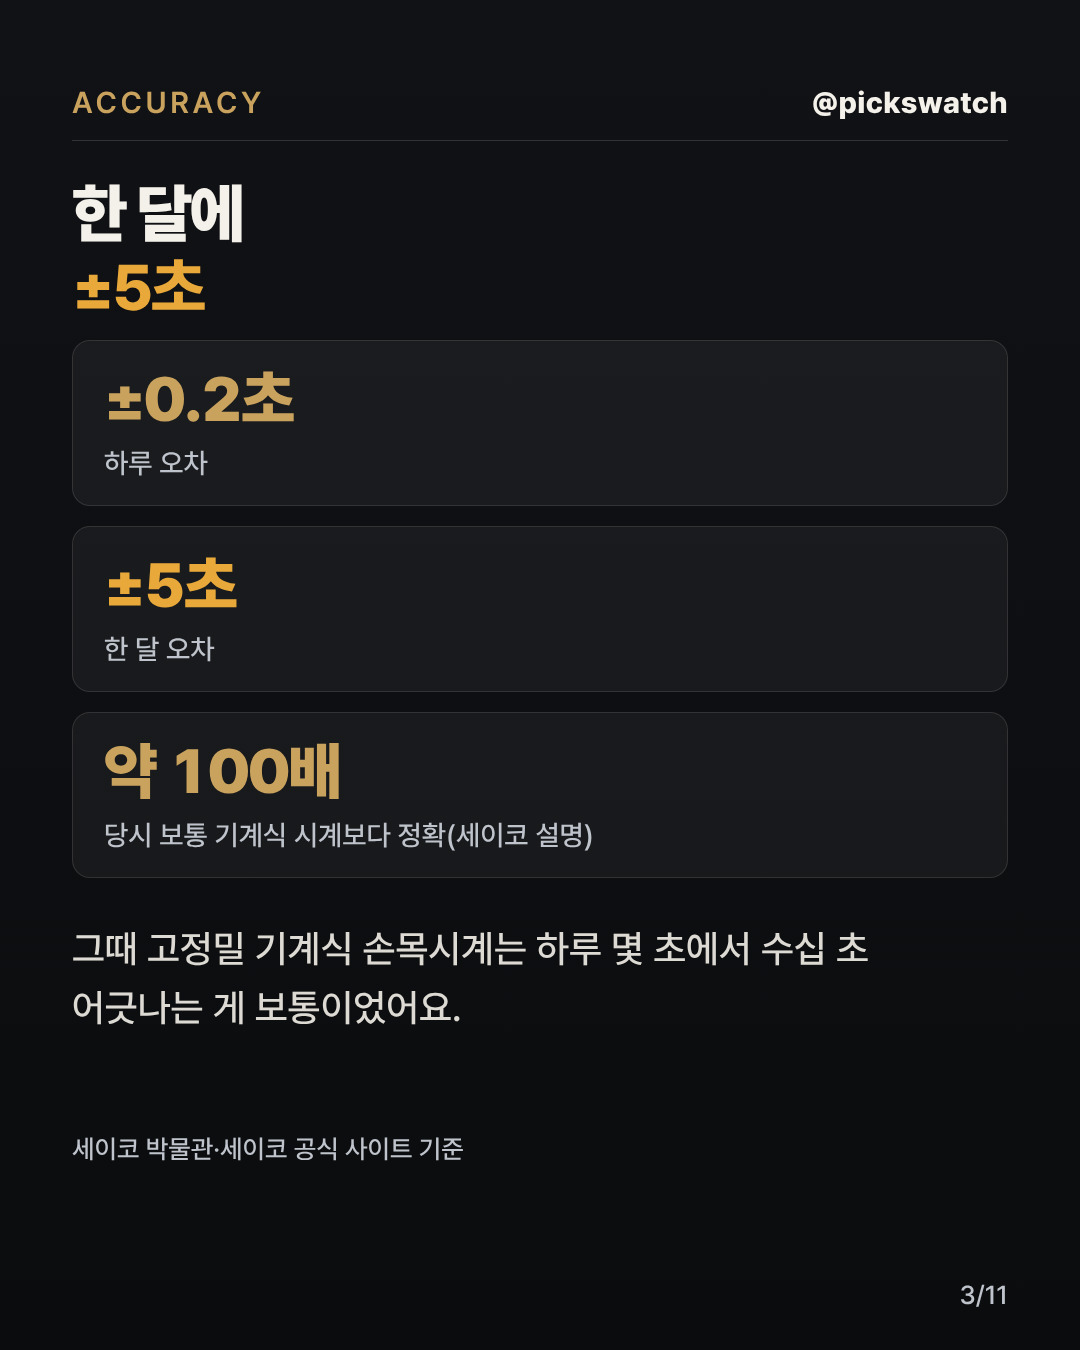 ACCURACY
@pickswatch
한 달에
±5초
±0.2초
하루 오차
±5초
한 달 오차
약 100배
당시 보통 기계식 시계보다 정확(세이코 설명)
그때 고정밀 기계식 손목시계는 하루 몇 초에서 수십 초
어긋나는 게 보통이었어요.
세이코 박물관·세이코 공식 사이트 기준
3/11